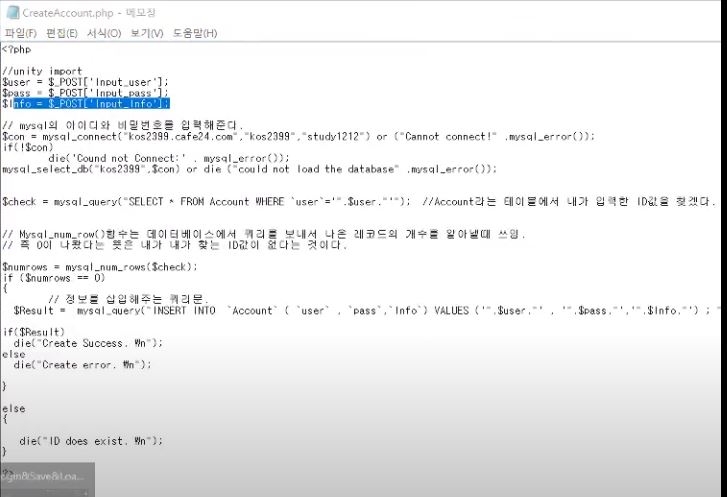 CreateAccount.php - 메모장
파일(F) 편집(E) 서식(O) 보기(V) 도움말(H)
<?php
//unity import
$user = $_POST['Input_user'];
$pass = $_POST['Input_pass'];
$Info = $_POST['Input_Info'];
// mysql의 아이디와 비밀번호를 입력해준다.
$con = mysql_connect("kos2399.cafe24.com","kos2399","study1212") or ("Cannot connect!" .mysql_error());
if(!$con)
die('Cound not Connect:' . mysql_error());
mysql_select_db("kos2399",$con) or die ("could not load the database" .mysql_error());
$check = mysql_query("SELECT * FROM Account WHERE `user`='".$user."'"); //Account라는 테이블에서 내가 입력한 ID값을 찾겠다.
// Mysql_num_row()함수는 데이터베이스에서 쿼리를 보내서 나온 레코드의 개수를 알아낼때 쓰임.
// 즉 0이 나왔다는 뜻은 내가 내가 찾는 ID값이 없다는 것이다.
$numrows = mysql_num_rows($check);
if ($numrows == 0)
{
// 정보를 삽입해주는 쿼리문.
$Result = mysql_query("INSERT INTO `Account` ( `user` , `pass`,`Info`) VALUES ('".$user."' , '".$pass."','".$Info."') ; "
if($Result)
die("Create Success. ₩n");
else
die("Create error. ₩n");
}
else
{
die("ID does exist. ₩n");
}
?>
ogin&Save&Loa...